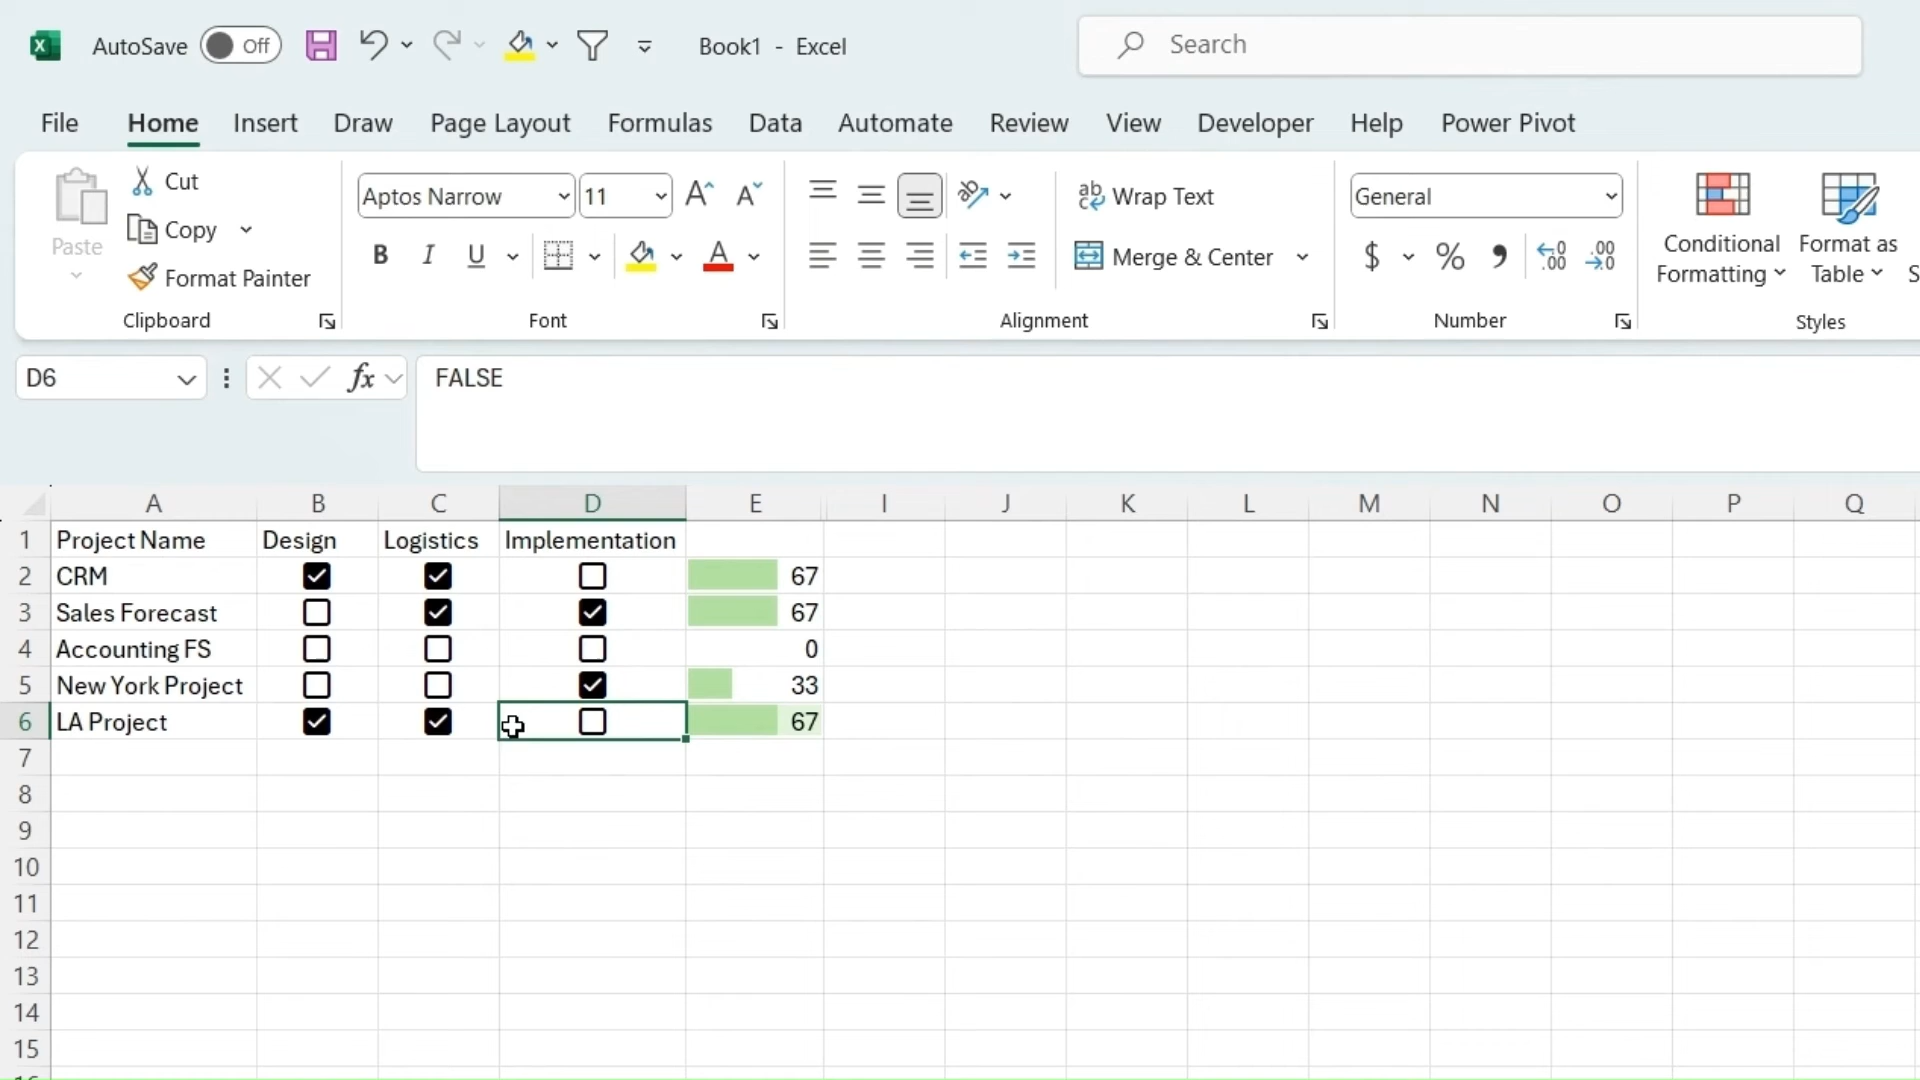 AutoSave Off Book1 - Excel Search
File Home Insert Draw Page Layout Formulas Data Automate Review View Developer Help Power Pivot
Paste
Cut
Copy
Format Painter
Clipboard
Aptos Narrow 11
B I U
Font
Wrap Text
Merge & Center
Alignment
General
$ % 9
Number
Conditional Formatting
Format as Table
Styles
D6 fx FALSE
A B C D E I J K L M N O P Q
1 Project Name Design Logistics Implementation
2 CRM 67
3 Sales Forecast 67
4 Accounting FS 0
5 New York Project 33
6 LA Project 67
7
8
9
10
11
12
13
14
15